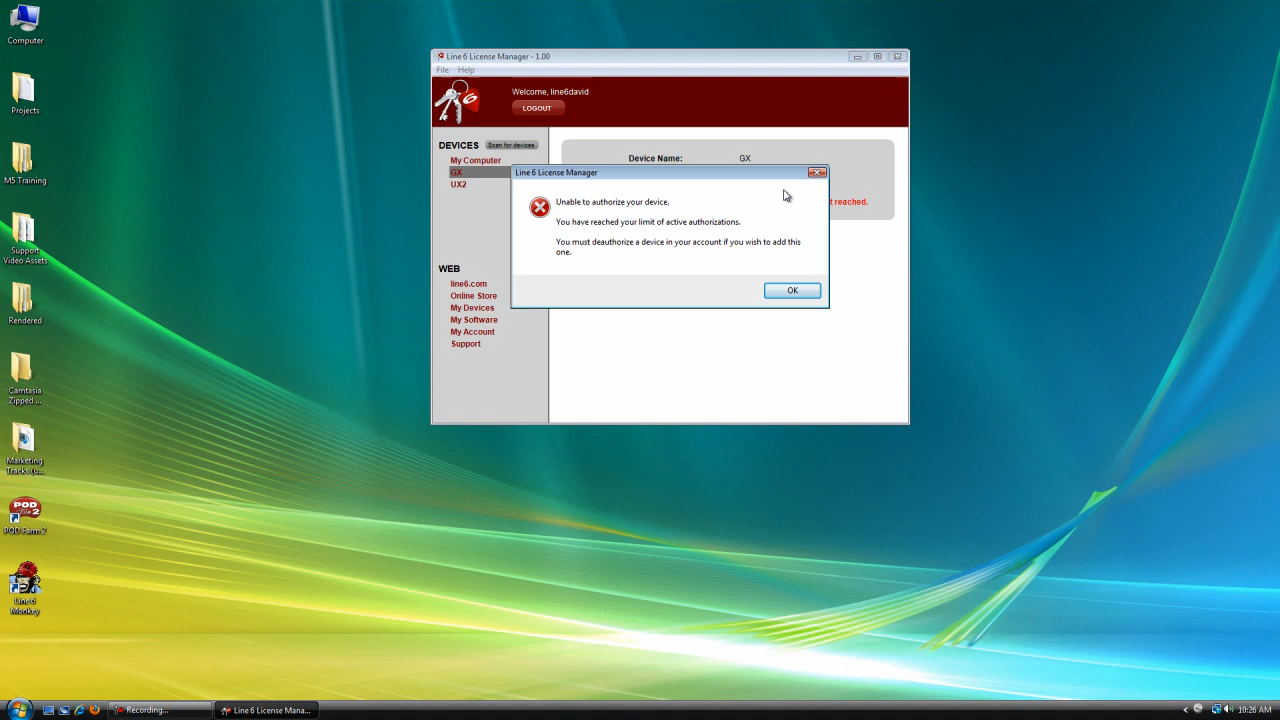 Computer
Projects
MS Training
Support
Video Assets
Rendered
Camtasia
Zipped ...
Marketing
Tracks (u...
POD
POD Farm 2
Line 6
Monkey
Line 6 License Manager - 1.00
File Help
6
Welcome, line6david
LOGOUT
DEVICES
Scan for devices
My Computer
GX
UX2
WEB
line6.com
Online Store
My Devices
My Software
My Account
Support
Device Name: GX
t reached.
Line 6 License Manager
Unable to authorize your device.
You have reached your limit of active authorizations.
You must deauthorize a device in your account if you wish to add this
one.
OK
Recording...
Line 6 License Mana...
10:26 AM